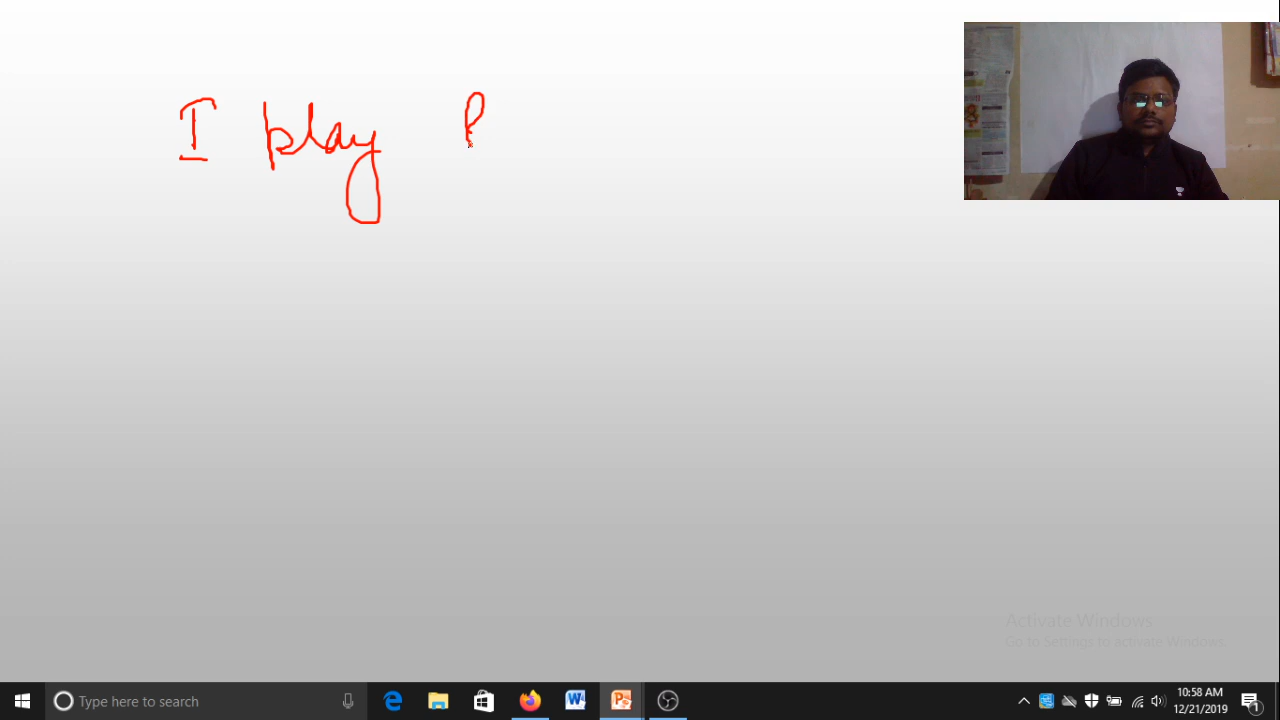 I play
Activate Windows
Go to Settings to activate Windows.
Type here to search
10:58 AM
12/21/2019